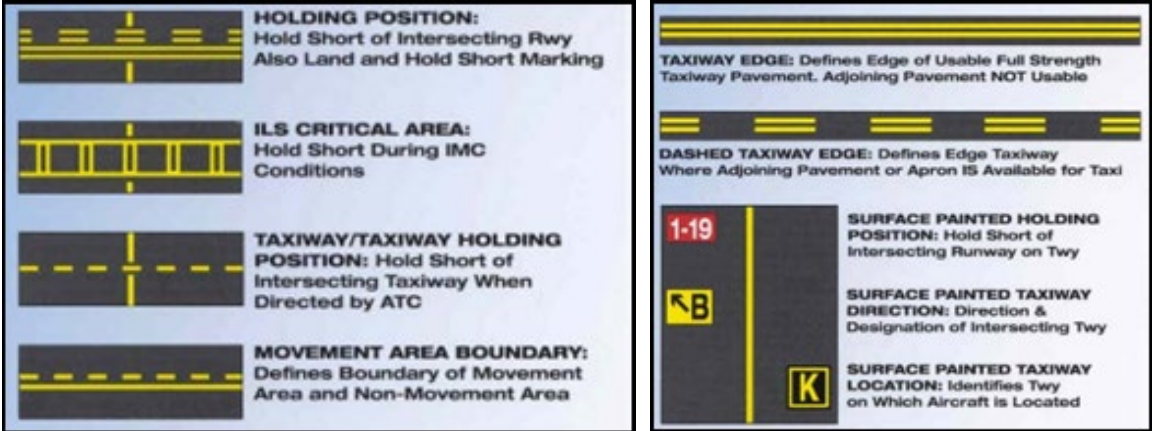 HOLDING POSITION:
Hold Short of Intersecting Rwy
Also Land and Hold Short Marking
ILS CRITICAL AREA:
Hold Short During IMC
Conditions
TAXIWAY/TAXIWAY HOLDING
POSITION: Hold Short of
Intersecting Taxiway When
Directed by ATC
MOVEMENT AREA BOUNDARY:
Defines Boundary of Movement
Area and Non-Movement Area
TAXIWAY EDGE: Defines Edge of Usable Full Strength
Taxiway Pavement. Adjoining Pavement NOT Usable
DASHED TAXIWAY EDGE: Defines Edge Taxiway
Where Adjoining Pavement or Apron IS Available for Taxi
1-19
SURFACE PAINTED HOLDING
POSITION: Hold Short of
Intersecting Runway on Twy
B
SURFACE PAINTED TAXIWAY
DIRECTION: Direction &
Designation of Intersecting Twy
K
SURFACE PAINTED TAXIWAY
LOCATION: Identifies Twy
on Which Aircraft is Located